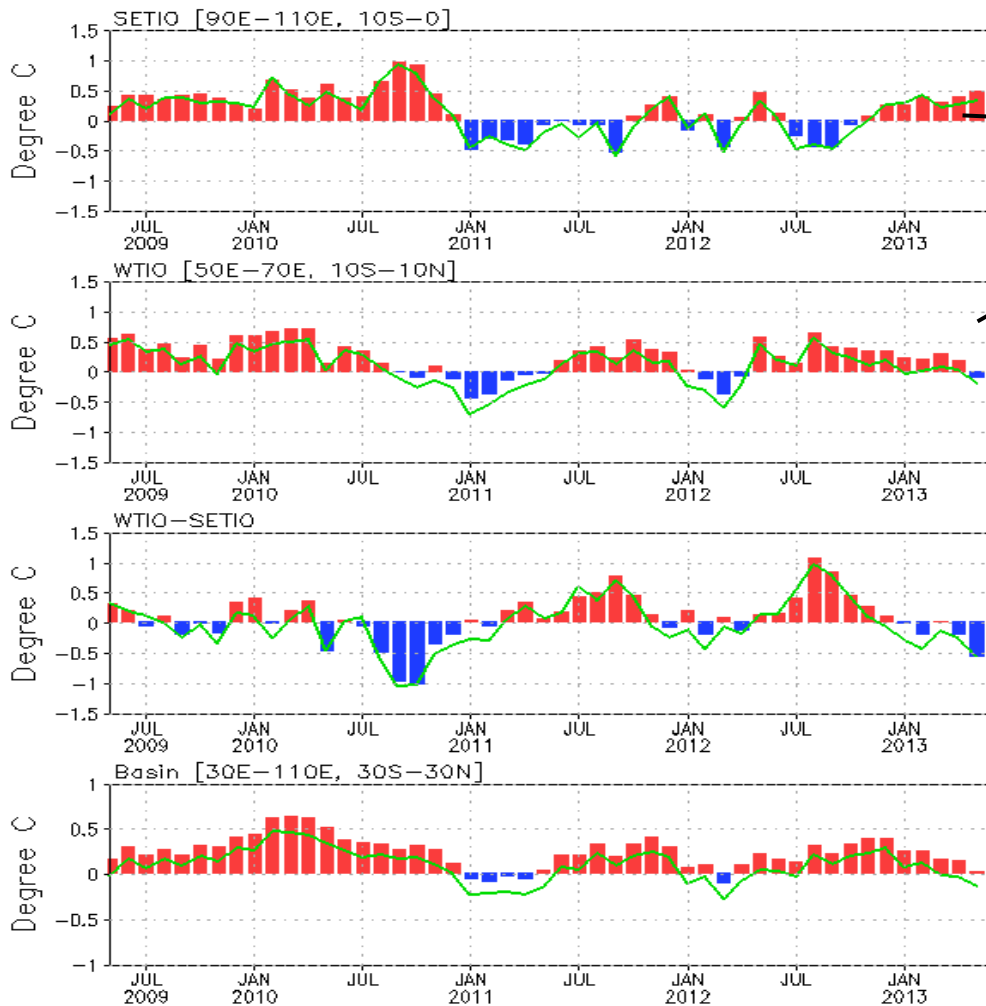 SETIO [90E-110E, 10S-0]
Degree C
1.5
1
0.5
0
-0.5
-1
-1.5
JUL JAN JUL JAN JUL JAN JUL JAN
2009 2010 2011 2012 2013
WTIO [50E-70E, 10S-10N]
Degree C
1.5
1
0.5
0
-0.5
-1
-1.5
JUL JAN JUL JAN JUL JAN JUL JAN
2009 2010 2011 2012 2013
WTIO-SETIO
Degree C
1.5
1
0.5
0
-0.5
-1
-1.5
JUL JAN JUL JAN JUL JAN JUL JAN
2009 2010 2011 2012 2013
Basin [30E-110E, 30S-30N]
Degree C
1
0.5
0
-0.5
-1
JUL JAN JUL JAN JUL JAN JUL JAN
2009 2010 2011 2012 2013